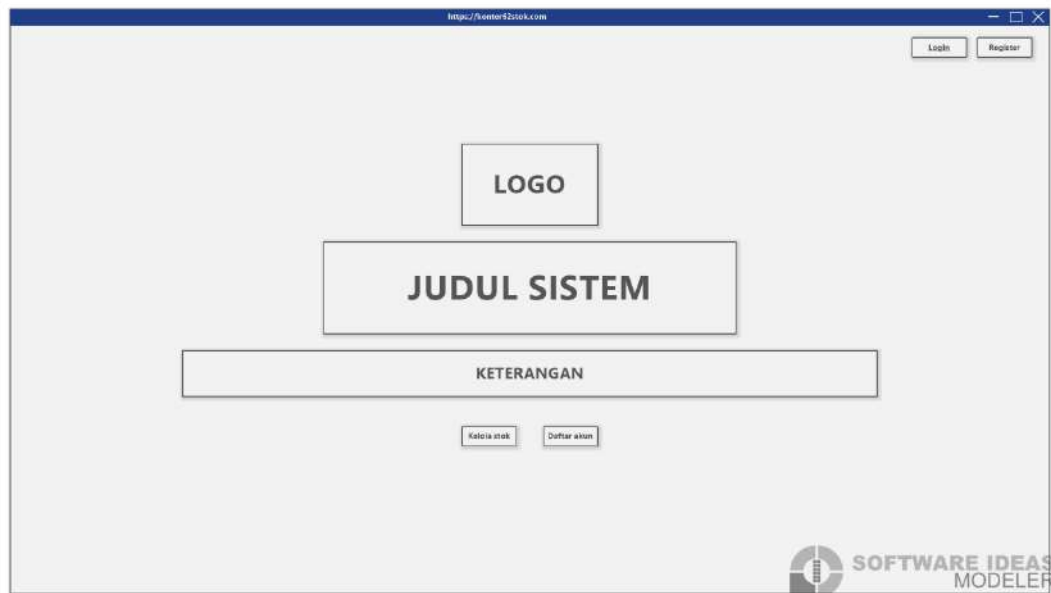 https://konter62stok.com
Login Register
LOGO
JUDUL SISTEM
KETERANGAN
Kelola stok Daftar akun
SOFTWARE IDEAS
MODELER